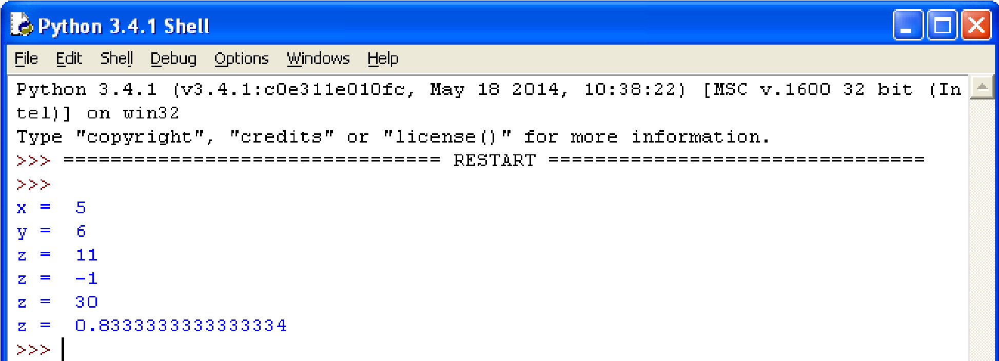 Python 3.4.1 Shell
File Edit Shell Debug Options Windows Help
Python 3.4.1 (v3.4.1:c0e311e010fc, May 18 2014, 10:38:22) [MSC v.1600 32 bit (In
tel)] on win32
Type "copyright", "credits" or "license()" for more information.
>>> ================================ RESTART ================================
>>>
x =  5
y =  6
z =  11
z =  -1
z =  30
z =  0.8333333333333334
>>>